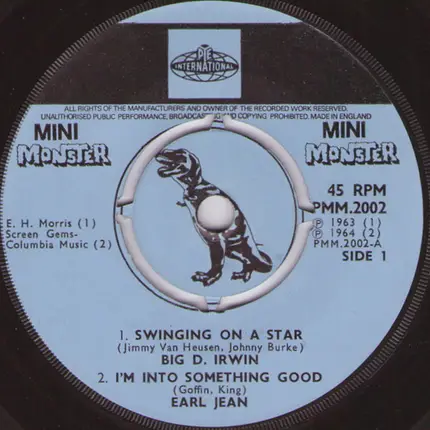 PYE
INTERNATIONAL
ALL RIGHTS OF THE MANUFACTURERS AND OWNER OF THE RECORDED WORK RESERVED.
UNAUTHORISED PUBLIC PERFORMANCE, BROADCASTING AND COPYING PROHIBITED. MADE IN ENGLAND
MINI
MONSTER
MINI
MONSTER
45 RPM
PMM.2002
E. H. Morris (1)
Screen Gems-
Columbia Music (2)
℗ 1963 (1)
℗ 1964 (2)
PMM.2002-A
SIDE 1
1. SWINGING ON A STAR
(Jimmy Van Heusen, Johnny Burke)
BIG D. IRWIN
2. I'M INTO SOMETHING GOOD
(Goffin, King)
EARL JEAN